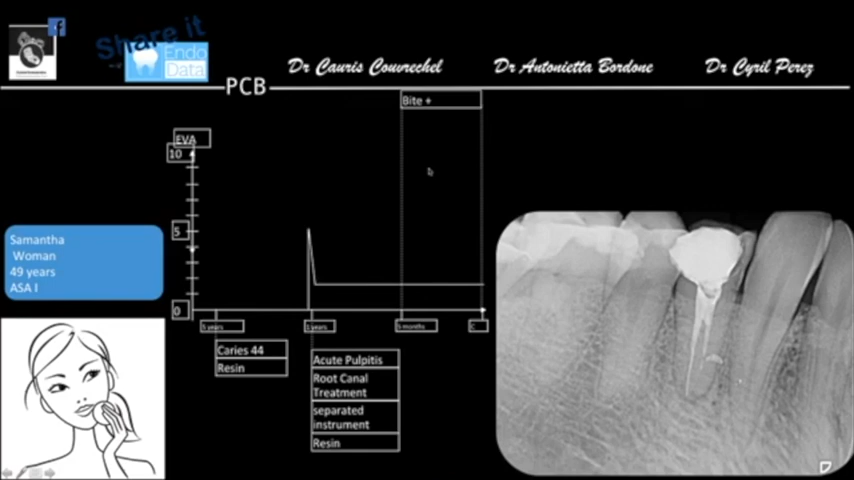 Share it
Endo
Data
Dr Cauris Couvrechel
Dr Antonietta Bordone
Dr Cyril Perez
PCB
Bite +
EVA
10
5
0
Samantha
Woman
49 years
ASA I
5 years
5 months
C
Caries 44
Resin
Acute Pulpitis
Root Canal
Treatment
separated
instrument
Resin